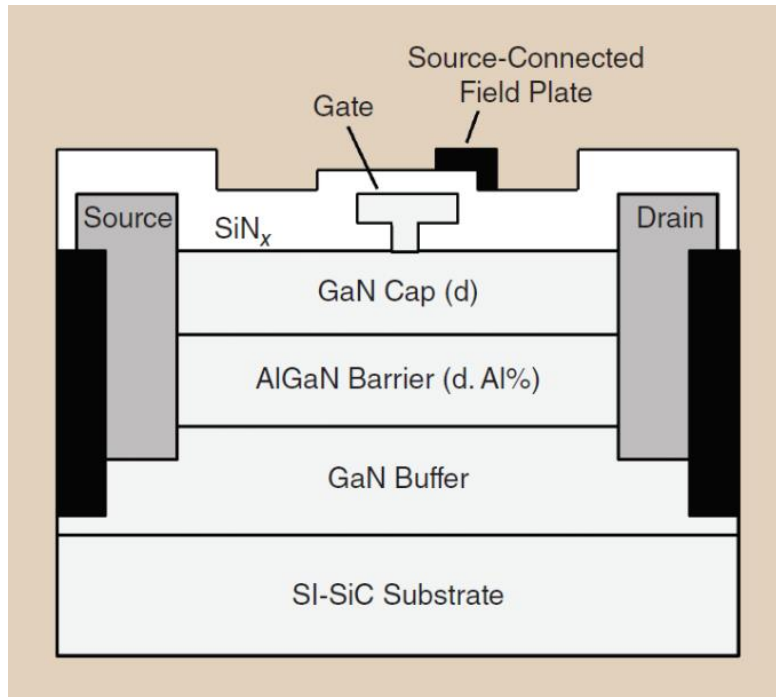 Source-Connected
Field Plate
Gate
Source
SiNₓ
Drain
GaN Cap (d)
AlGaN Barrier (d. Al%)
GaN Buffer
SI-SiC Substrate